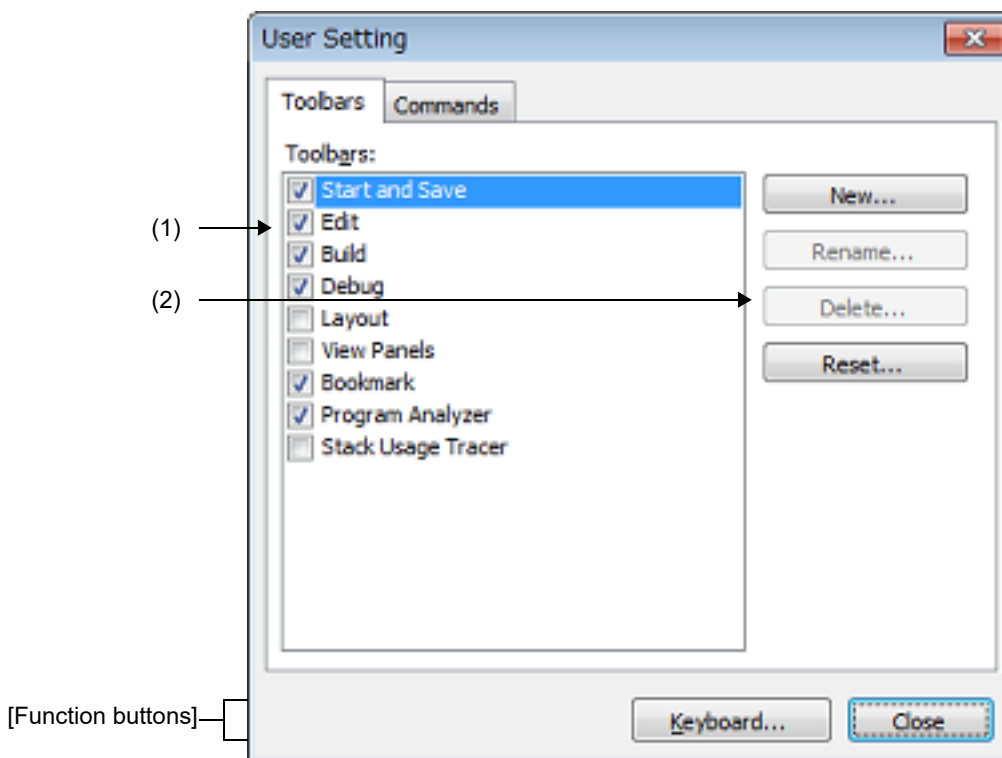 User Setting
Toolbars Commands
Toolbars:
Start and Save
New...
(1)
Edit
Build
Rename...
(2)
Debug
Delete...
Layout
View Panels
Reset...
Bookmark
Program Analyzer
Stack Usage Tracer
[Function buttons]
Keyboard... Close